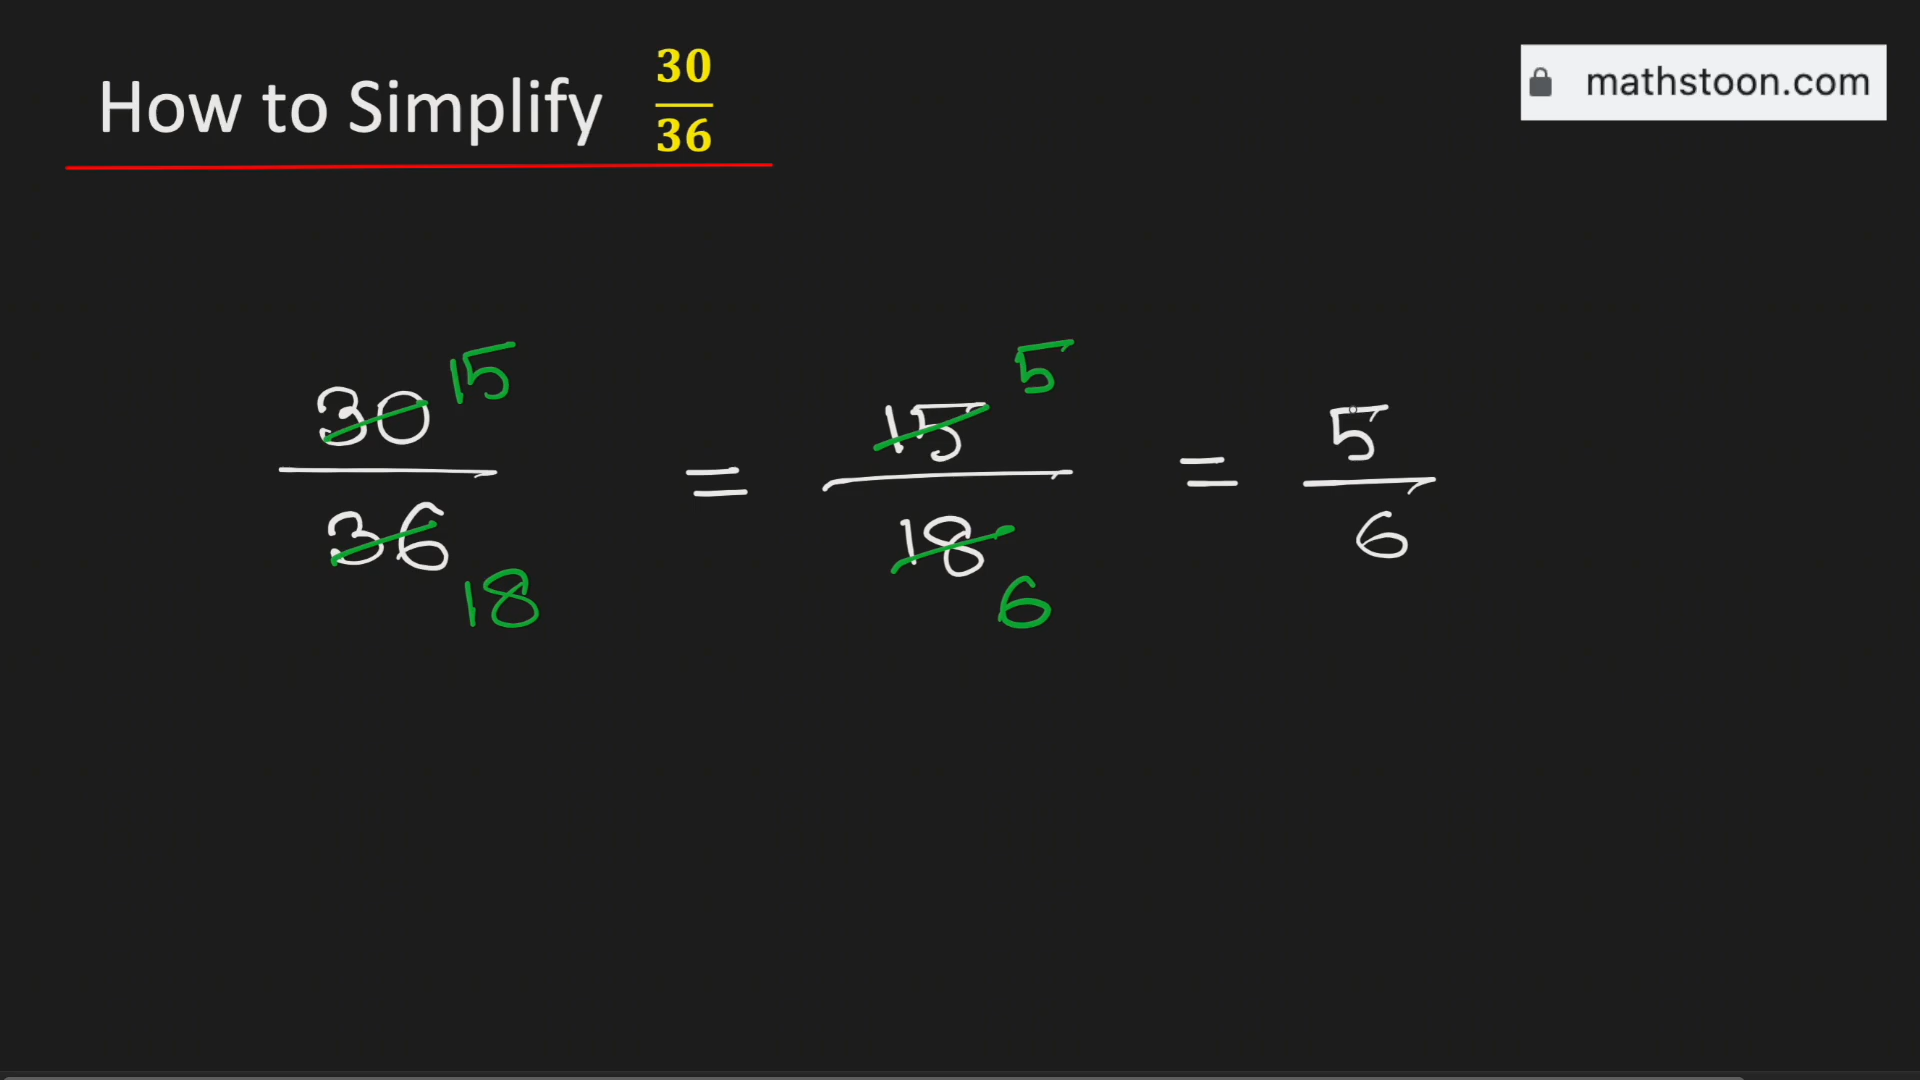 How to Simplify 30/36
mathstoon.com
30 15 / 36 18 = 15 5 / 18 6 = 5/6